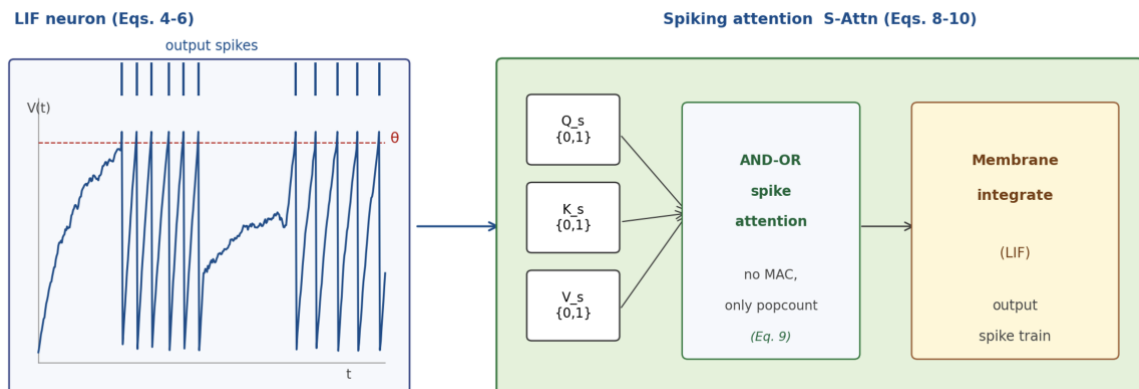 LIF neuron (Eqs. 4-6)
output spikes
V(t)
θ
t
Spiking attention  S-Attn (Eqs. 8-10)
Q_s
{0,1}
K_s
{0,1}
V_s
{0,1}
AND-OR
spike
attention
no MAC,
only popcount
(Eq. 9)
Membrane
integrate
(LIF)
output
spike train